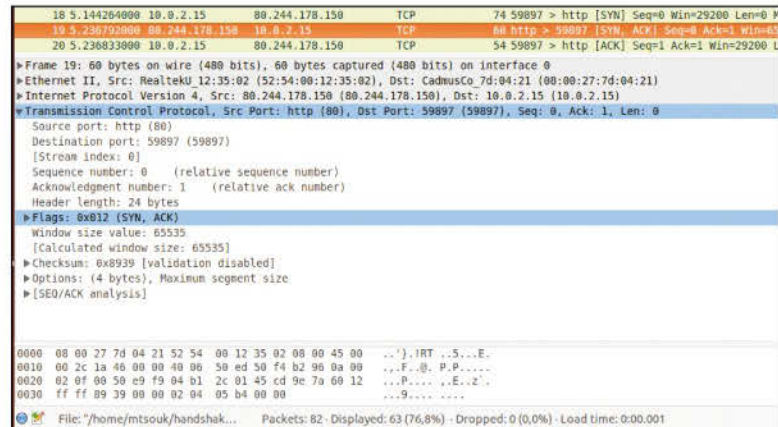 18 5.144264000 10.0.2.15 80.244.178.150 TCP 74 59897 > http [SYN] Seq=0 Win=29200 Len=0 M
19 5.236792000 80.244.178.150 10.0.2.15 TCP 60 http > 59897 [SYN, ACK] Seq=0 Ack=1 Win=65
20 5.236833000 10.0.2.15 80.244.178.150 TCP 54 59897 > http [ACK] Seq=1 Ack=1 Win=29200 L
Frame 19: 60 bytes on wire (480 bits), 60 bytes captured (480 bits) on interface 0
Ethernet II, Src: RealtekU_12:35:02 (52:54:00:12:35:02), Dst: CadmusCo_7d:04:21 (08:00:27:7d:04:21)
Internet Protocol Version 4, Src: 80.244.178.150 (80.244.178.150), Dst: 10.0.2.15 (10.0.2.15)
Transmission Control Protocol, Src Port: http (80), Dst Port: 59897 (59897), Seq: 0, Ack: 1, Len: 0
Source port: http (80)
Destination port: 59897 (59897)
[Stream index: 0]
Sequence number: 0 (relative sequence number)
Acknowledgment number: 1 (relative ack number)
Header length: 24 bytes
Flags: 0x012 (SYN, ACK)
Window size value: 65535
[Calculated window size: 65535]
Checksum: 0x8939 [validation disabled]
Options: (4 bytes), Maximum segment size
[SEQ/ACK analysis]
0000 08 00 27 7d 04 21 52 54 00 12 35 02 08 00 45 00 ..'}.!RT ..5...E.
0010 00 2c 1a 46 00 00 40 06 50 ed 50 f4 b2 96 0a 00 .,.F..@. P.P.....
0020 02 0f 00 50 e9 f9 04 b1 2c 01 45 cd 9e 7a 60 12 ...P.... ,.E..z`.
0030 ff ff 89 39 00 00 02 04 05 b4 00 00 ...9.... ....
File: "/home/mtsouk/handshak... Packets: 82 · Displayed: 63 (76,8%) · Dropped: 0 (0,0%) · Load time: 0:00.001